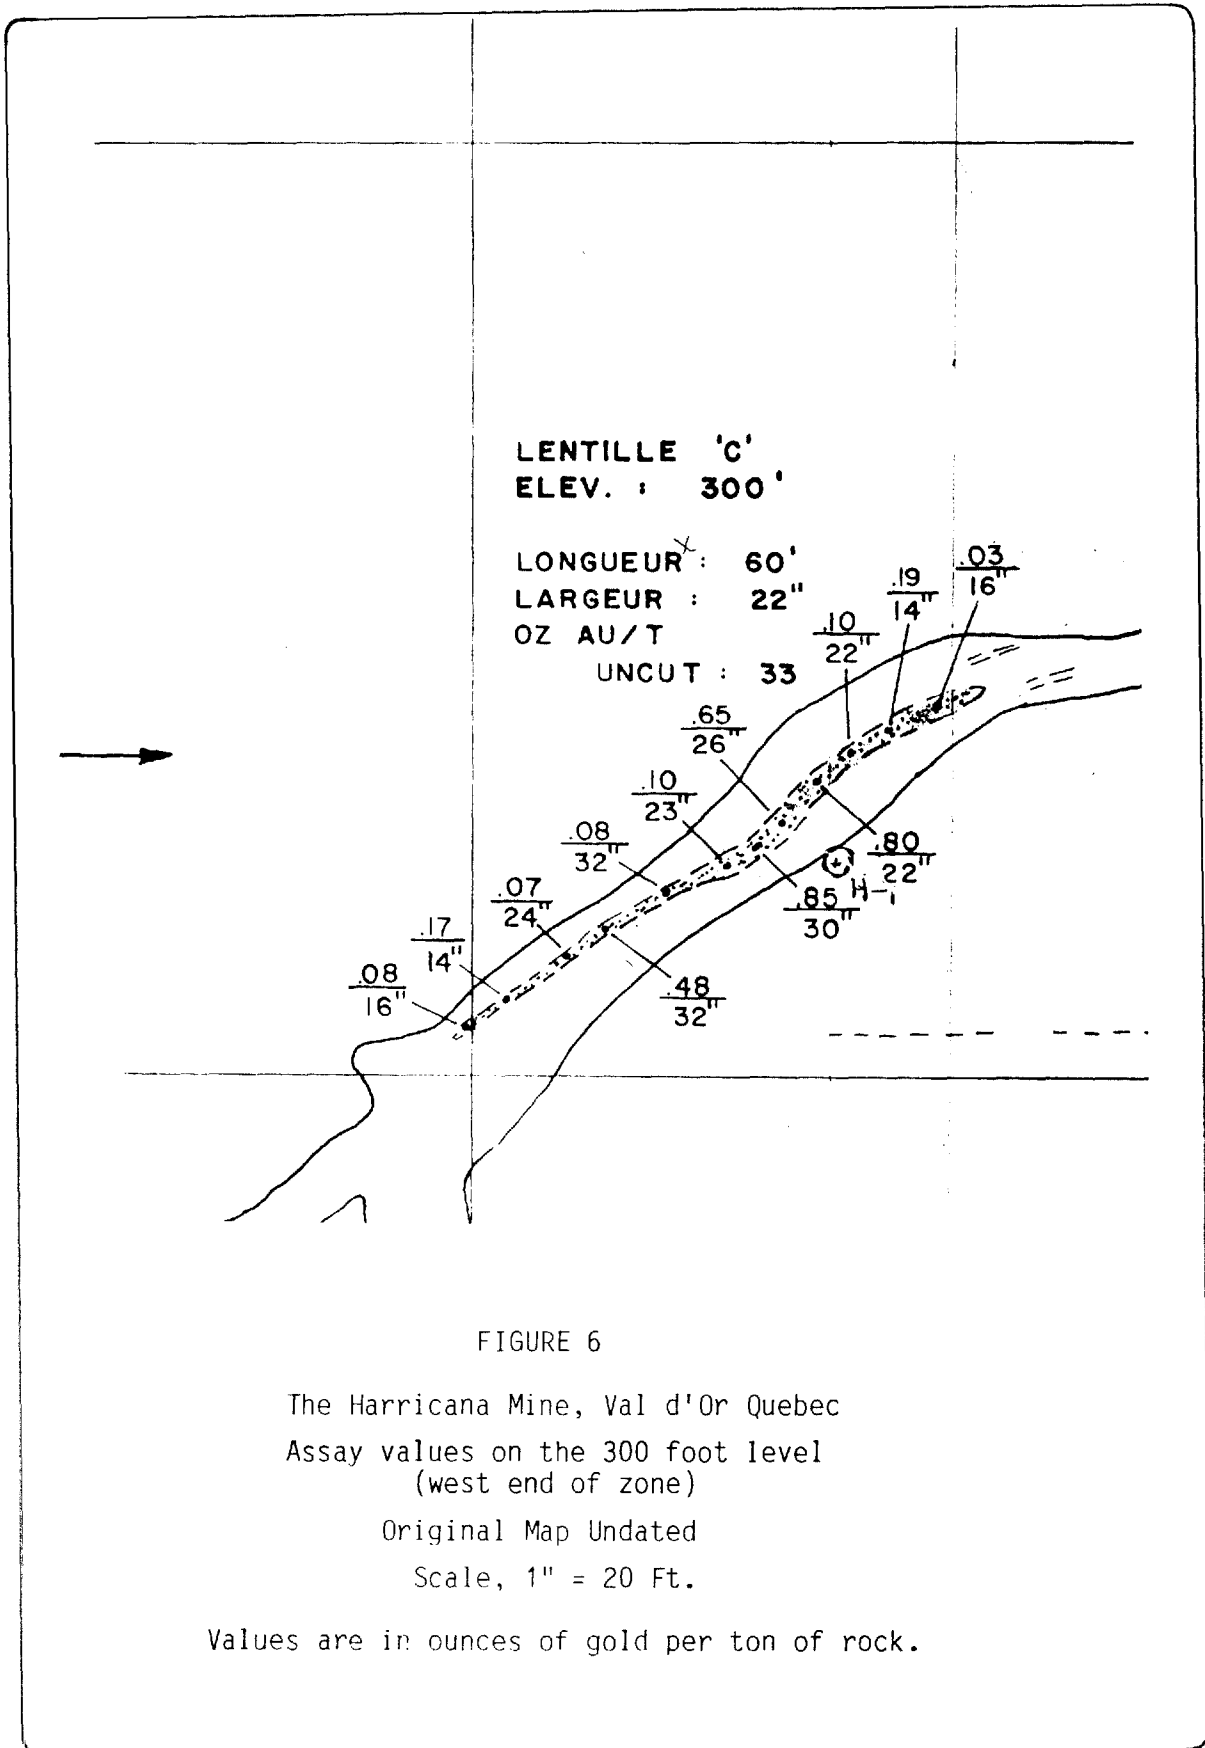 LENTILLE 'C'
ELEV. : 300'
LONGUEUR x : 60'
LARGEUR : 22"
OZ AU/T
UNCUT : 33
.03
16"
.19
14"
.10
22"
.65
26"
.10
23"
.08
32"
.07
24"
.17
14"
.08
16"
.80
22"
H-1
.85
30"
.48
32"
FIGURE 6
The Harricana Mine, Val d'Or Quebec
Assay values on the 300 foot level
(west end of zone)
Original Map Undated
Scale, 1" = 20 Ft.
Values are in ounces of gold per ton of rock.